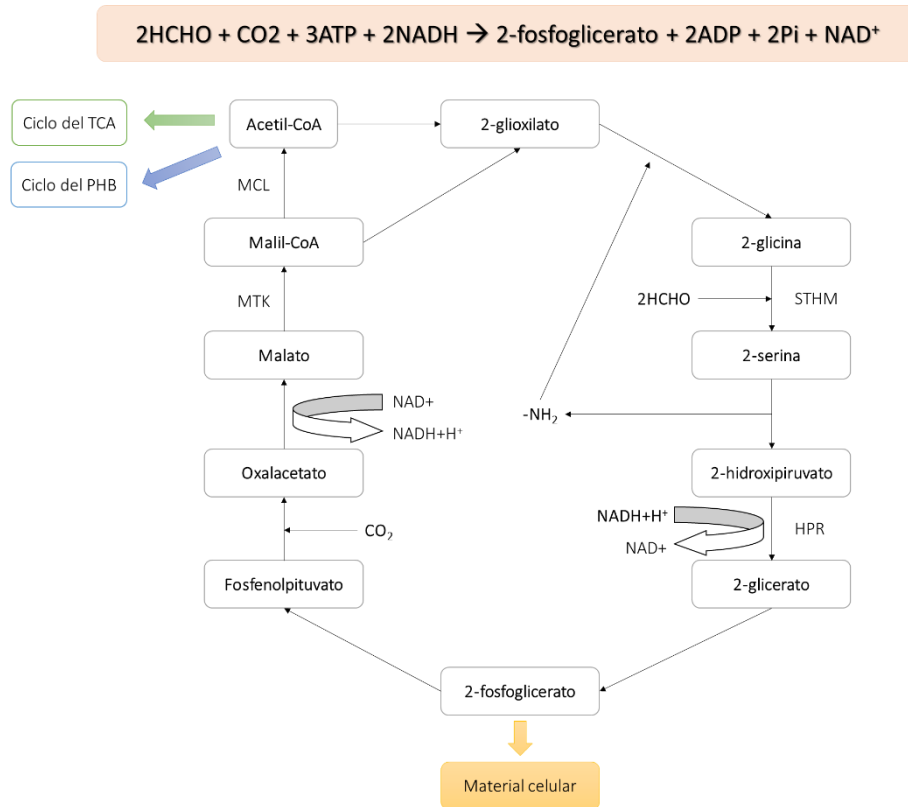 2HCHO + CO2 + 3ATP + 2NADH → 2-fosfoglicerato + 2ADP + 2Pi + NAD⁺
Ciclo del TCA
Acetil-CoA
2-glioxilato
Ciclo del PHB
MCL
Malil-CoA
2-glicina
MTK
2HCHO
STHM
Malato
2-serina
NAD+
-NH₂
NADH+H⁺
Oxalacetato
2-hidroxipiruvato
NADH+H⁺
HPR
CO₂
NAD+
Fosfenolpituvato
2-glicerato
2-fosfoglicerato
Material celular